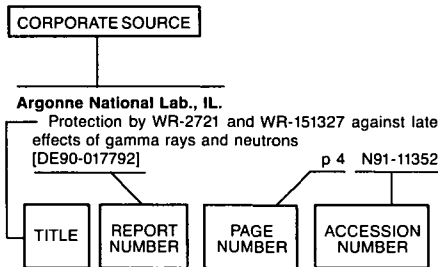 CORPORATE SOURCE
Argonne National Lab., IL.
Protection by WR-2721 and WR-151327 against late
effects of gamma rays and neutrons
[DE90-017792] p 4 N91-11352
TITLE REPORT NUMBER PAGE NUMBER ACCESSION NUMBER